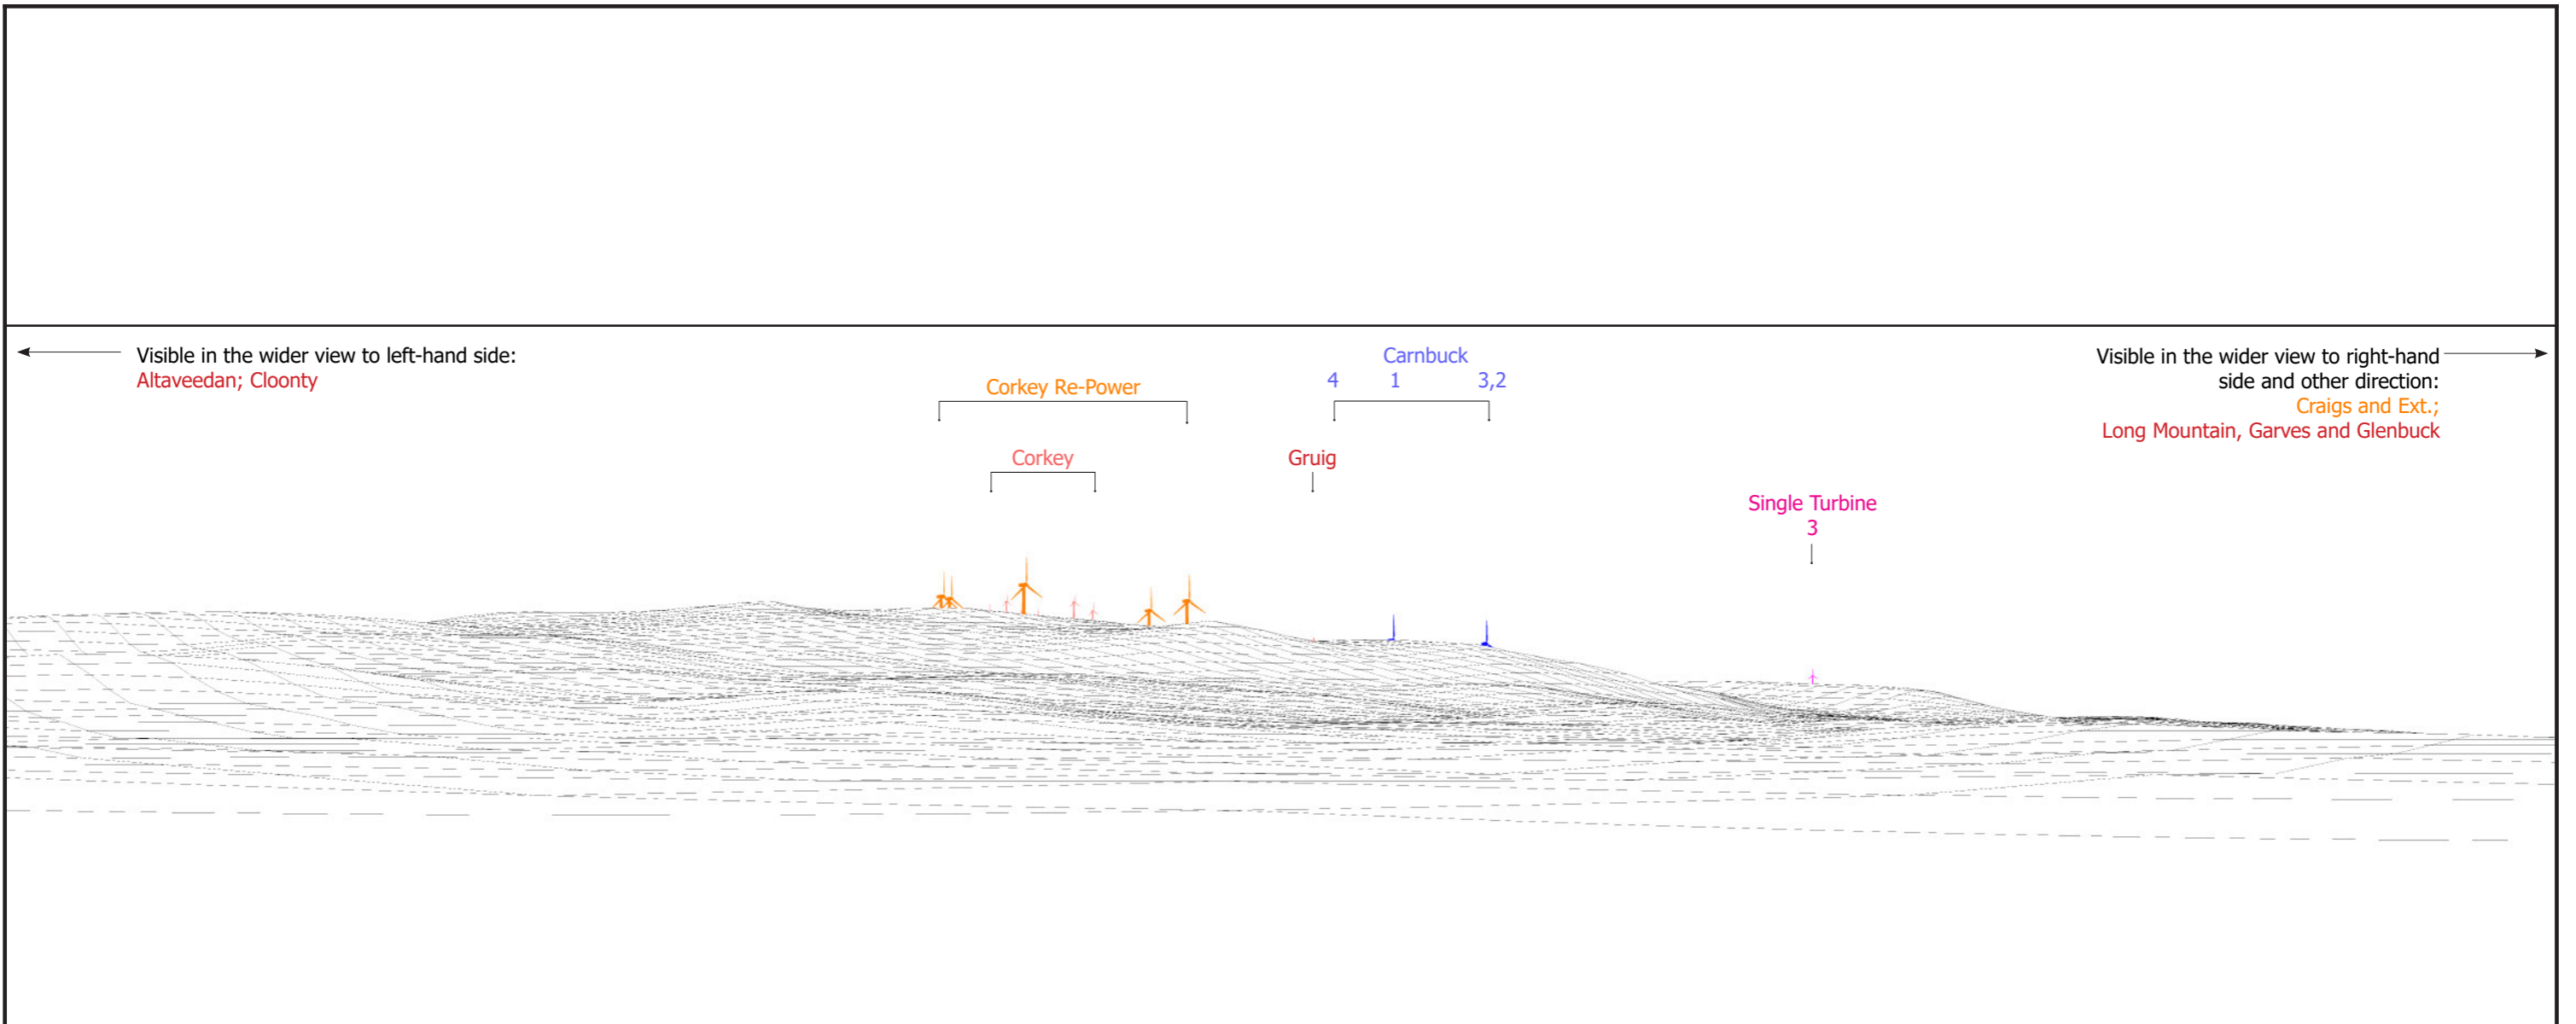 Visible in the wider view to left-hand side:
Altaveedan; Cloonty
Corkey Re-Power
Corkey
Gruig
Carnbuck
4 1 3,2
Single Turbine
3
Visible in the wider view to right-hand
side and other direction:
Craigs and Ext.;
Long Mountain, Garves and Glenbuck